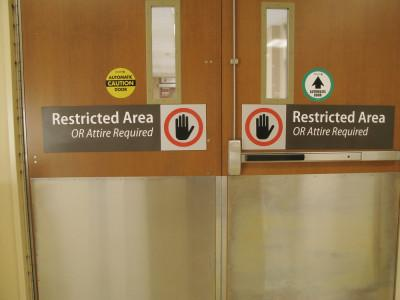 AUTOMATIC
CAUTION
DOOR
Restricted Area
OR Attire Required
AUTOMATIC
DOOR
Restricted Area
OR Attire Required